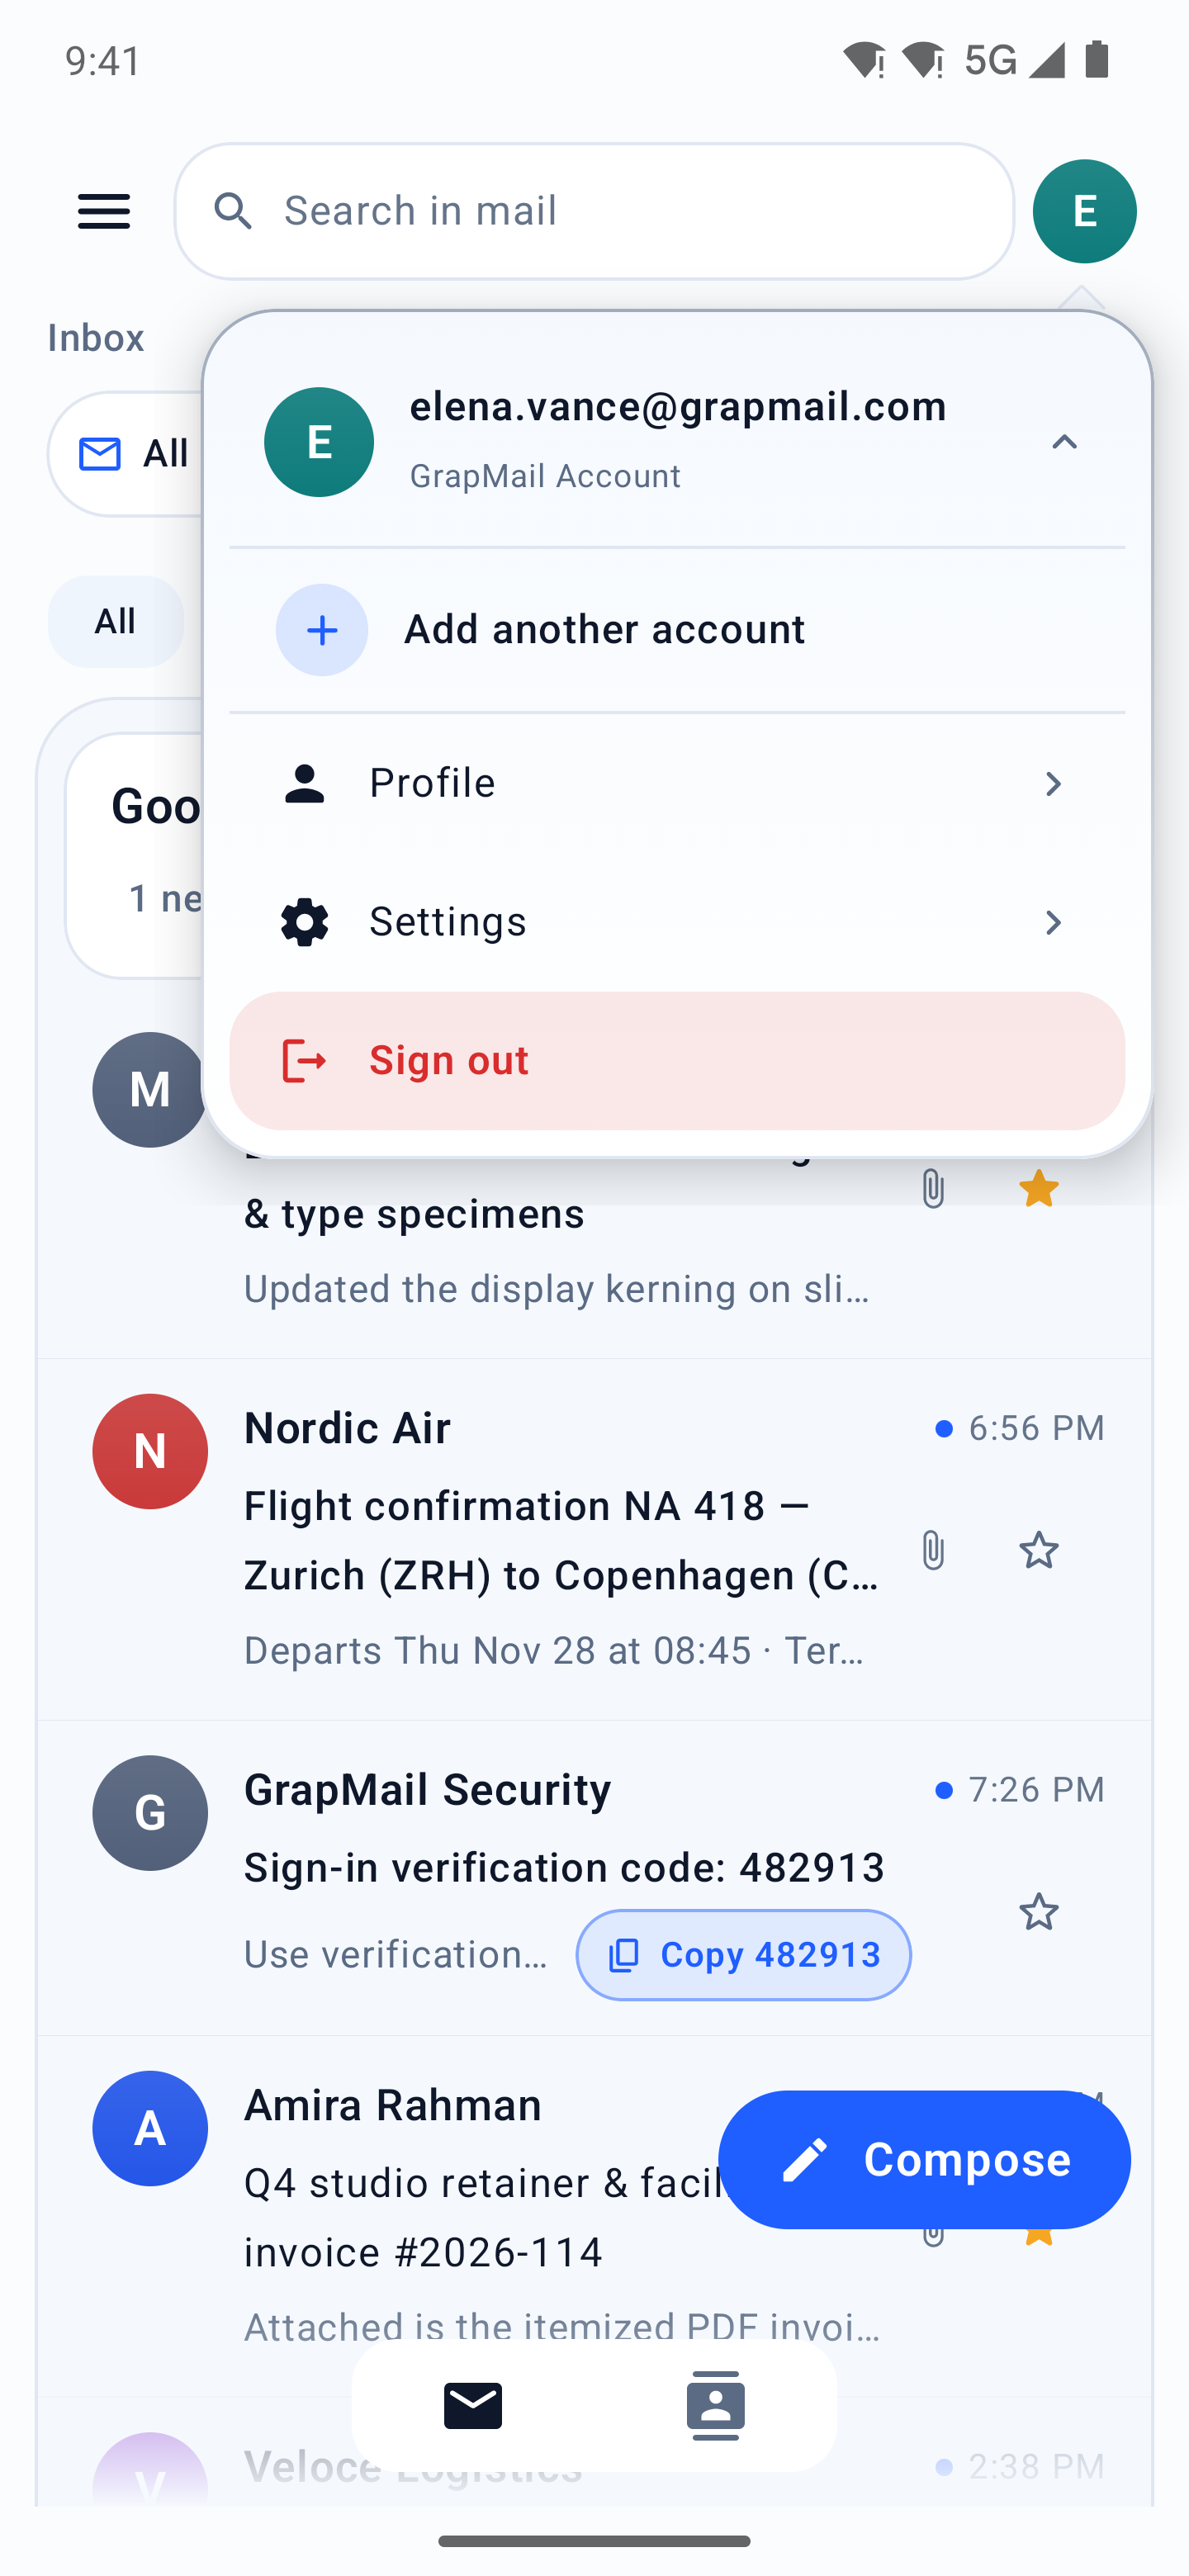 9:41
5G
Search in mail
E
Inbox
E
elena.vance@grapmail.com
GrapMail Account
All
Add another account
All
Profile
Goo
1 ne
Settings
Sign out
M
& type specimens
Updated the display kerning on sli…
N
Nordic Air
6:56 PM
Flight confirmation NA 418 —
Zurich (ZRH) to Copenhagen (C…
Departs Thu Nov 28 at 08:45 · Ter…
G
GrapMail Security
7:26 PM
Sign-in verification code: 482913
Use verification…
Copy 482913
A
Amira Rahman
Q4 studio retainer & facil
Compose
invoice #2026-114
Attached is the itemized PDF invoi…
V
Veloce Logistics
2:38 PM